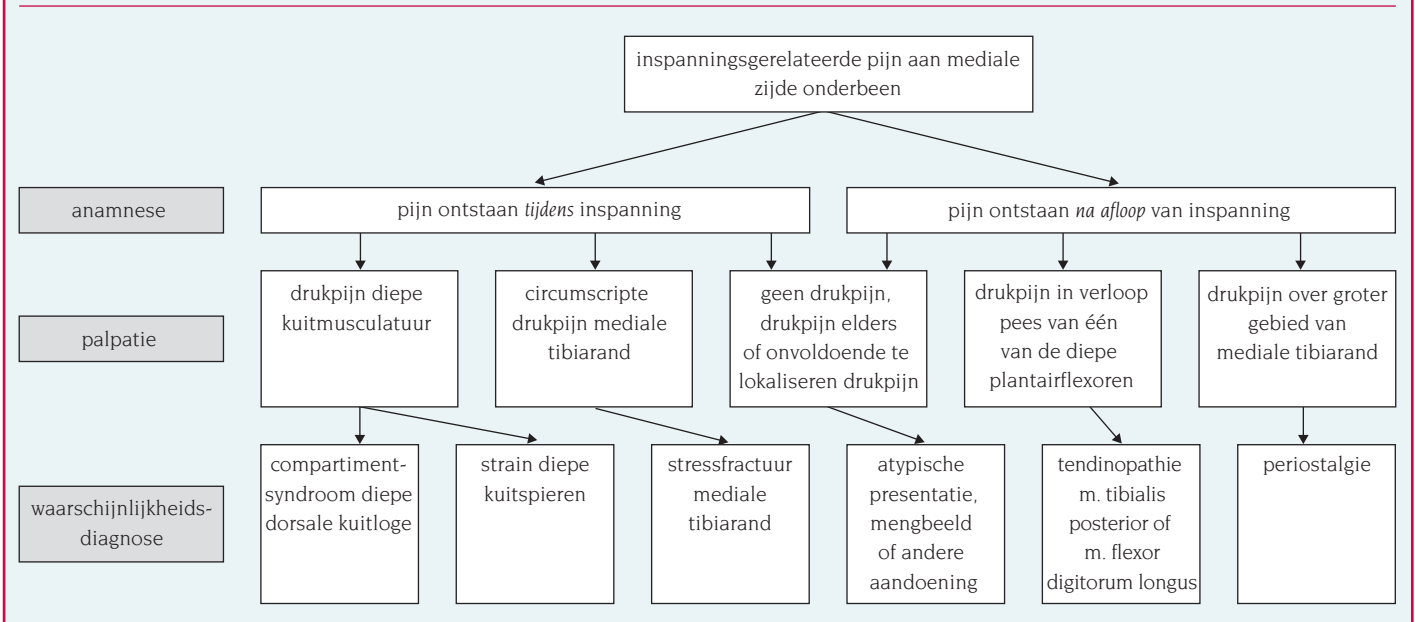 inspanningsgerelateerde pijn aan mediale
zijde onderbeen
anamnese
pijn ontstaan tijdens inspanning
pijn ontstaan na afloop van inspanning
palpatie
drukpijn diepe
kuitmusculatuur
circumscripte
drukpijn mediale
tibiarand
geen drukpijn,
drukpijn elders
of onvoldoende te
lokaliseren drukpijn
drukpijn in verloop
pees van één
van de diepe
plantairflexoren
drukpijn over groter
gebied van
mediale tibiarand
waarschijnlijkheids-
diagnose
compartiment-
syndroom diepe
dorsale kuitloge
strain diepe
kuitspieren
stressfractuur
mediale
tibiarand
atypische
presentatie,
mengbeeld
of andere
aandoening
tendinopathie
m. tibialis
posterior of
m. flexor
digitorum longus
periostalgie